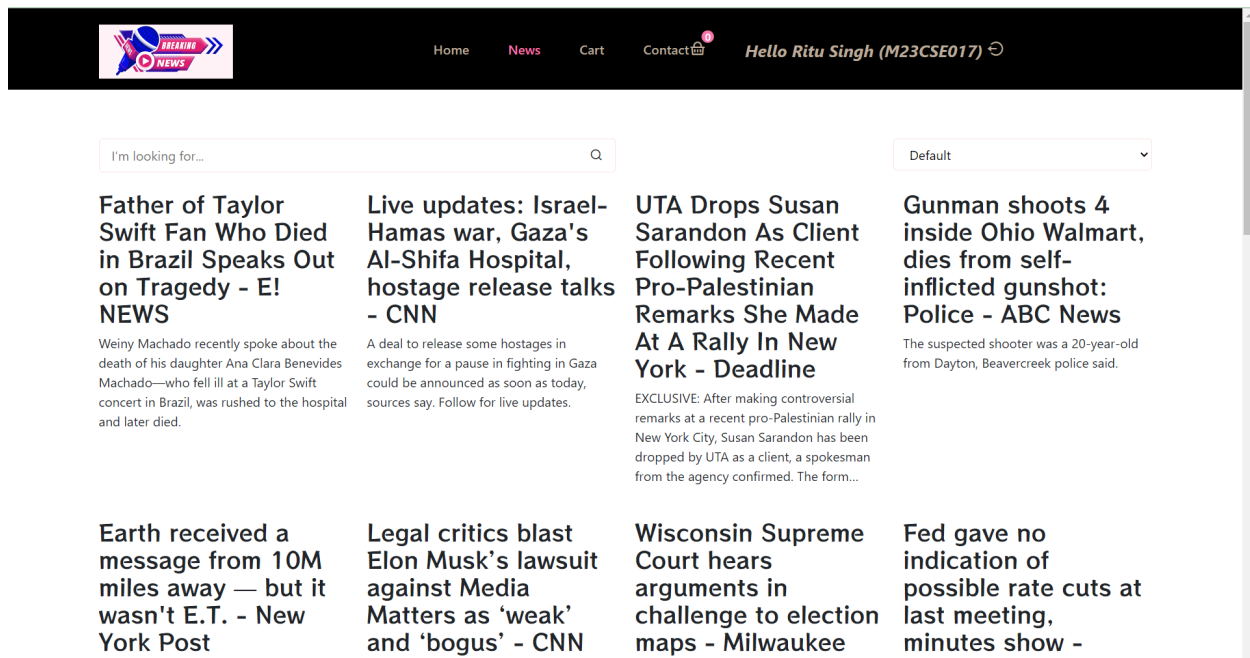 BREAKING
NEWS
Home News Cart Contact 0 Hello Ritu Singh (M23CSE017)
I'm looking for... Default
Father of Taylor
Swift Fan Who Died
in Brazil Speaks Out
on Tragedy - E!
NEWS
Weiny Machado recently spoke about the
death of his daughter Ana Clara Benevides
Machado—who fell ill at a Taylor Swift
concert in Brazil, was rushed to the hospital
and later died.
Live updates: Israel-
Hamas war, Gaza's
Al-Shifa Hospital,
hostage release talks
- CNN
A deal to release some hostages in
exchange for a pause in fighting in Gaza
could be announced as soon as today,
sources say. Follow for live updates.
UTA Drops Susan
Sarandon As Client
Following Recent
Pro-Palestinian
Remarks She Made
At A Rally In New
York - Deadline
EXCLUSIVE: After making controversial
remarks at a recent pro-Palestinian rally in
New York City, Susan Sarandon has been
dropped by UTA as a client, a spokesman
from the agency confirmed. The form…
Gunman shoots 4
inside Ohio Walmart,
dies from self-
inflicted gunshot:
Police - ABC News
The suspected shooter was a 20-year-old
from Dayton, Beavercreek police said.
Earth received a
message from 10M
miles away — but it
wasn't E.T. - New
York Post
Legal critics blast
Elon Musk’s lawsuit
against Media
Matters as ‘weak’
and ‘bogus’ - CNN
Wisconsin Supreme
Court hears
arguments in
challenge to election
maps - Milwaukee
Fed gave no
indication of
possible rate cuts at
last meeting,
minutes show -